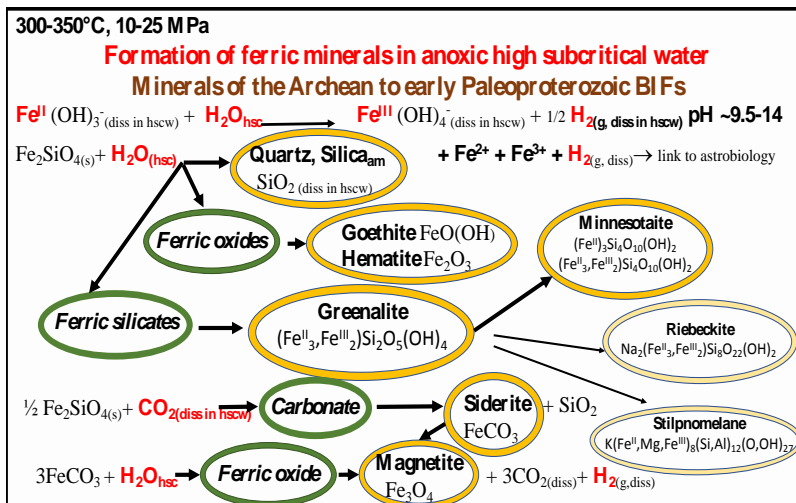 300-350°C, 10-25 MPa
Formation of ferric minerals in anoxic high subcritical water
Minerals of the Archean to early Paleoproterozoic BIFs
Fe^II (OH)₃⁻(diss in hscw) + H₂O_hsc → Fe^III (OH)₄⁻(diss in hscw) + 1/2 H₂(g, diss in hscw) pH ~9.5-14
Fe₂SiO₄(s)+ H₂O(hsc) → Quartz, Silica_am + Fe²⁺ + Fe³⁺ + H₂(g, diss) → link to astrobiology
SiO₂ (diss in hscw)
Ferric oxides
Goethite FeO(OH)
Hematite Fe₂O₃
Minnesotaite
(Fe^II)₃Si₄O₁₀(OH)₂
(Fe^II₃,Fe^III₂)Si₄O₁₀(OH)₂
Ferric silicates
Greenalite
(Fe^II₃,Fe^III₂)Si₂O₅(OH)₄
Riebeckite
Na₂(Fe^II₃,Fe^III₂)Si₈O₂₂(OH)₂
½ Fe₂SiO₄(s)+ CO₂(diss in hscw) → Carbonate → Siderite + SiO₂
FeCO₃
Stilpnomelane
K(Fe^II,Mg,Fe^III)₈(Si,Al)₁₂(O,OH)₂₇
3FeCO₃ + H₂O_hsc → Ferric oxide → Magnetite + 3CO₂(diss)+ H₂(g,diss)
Fe₃O₄